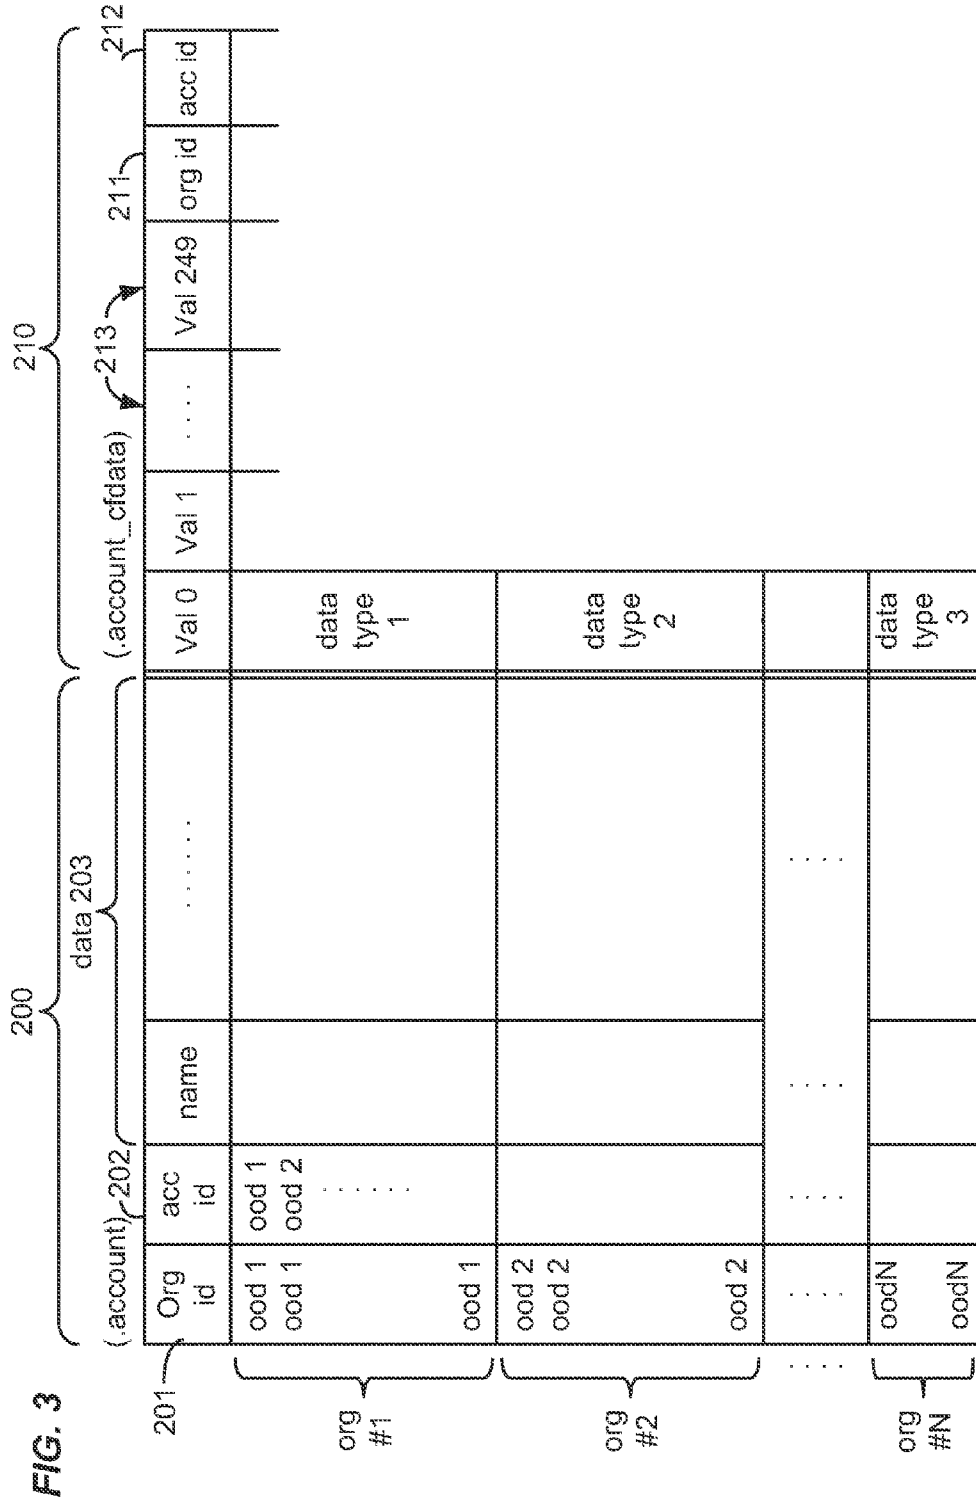 FIG. 3
200
210
data 203
(.account)
202
(.account_cfdata)
213
211
212
201
Org id
acc id
name
. . . . . .
Val 0
Val 1
. . . .
Val 249
org id
acc id
org #1
ood 1
ood 1
ood 1
ood 1
ood 2
. . . . . .
data type 1
org #2
ood 2
ood 2
ood 2
data type 2
. . . .
. . . .
. . . .
. . . .
. . . .
org #N
oodN
oodN
data type 3